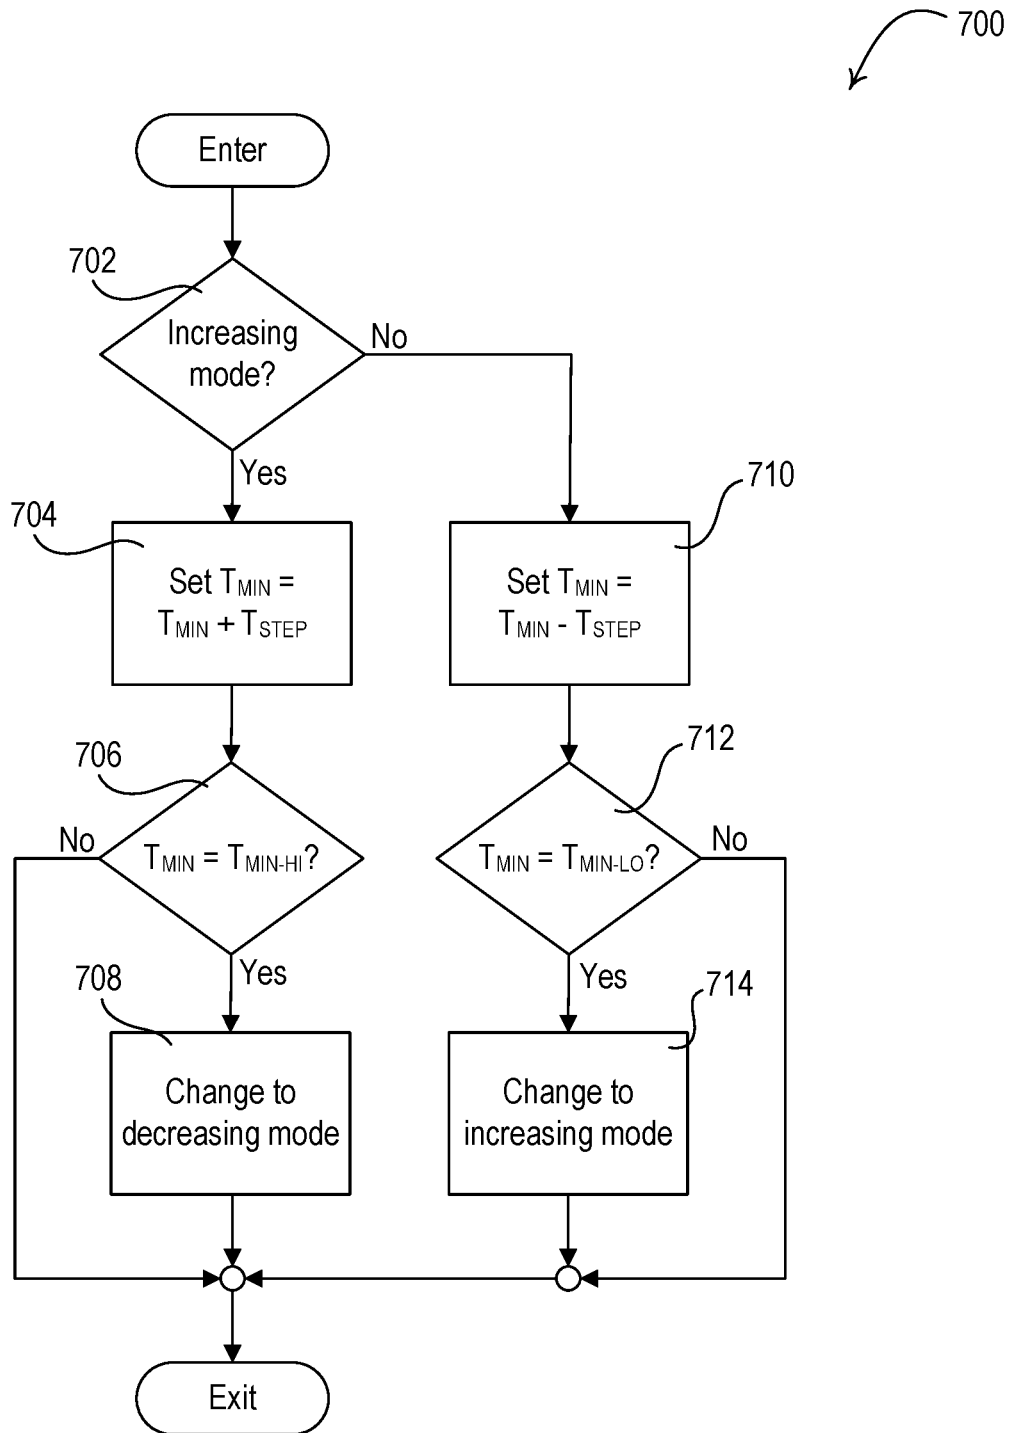 700
Enter
702
Increasing
mode?
No
Yes
704
Set TMIN =
TMIN + TSTEP
710
Set TMIN =
TMIN - TSTEP
706
TMIN = TMIN-HI?
No
Yes
712
TMIN = TMIN-LO?
No
Yes
708
Change to
decreasing mode
714
Change to
increasing mode
Exit